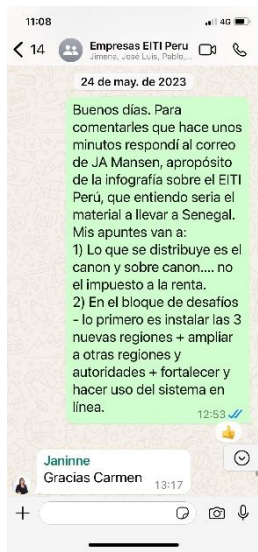 11:08
4G
14
Empresas EITI Peru
Jimena, Jose Luis, Pablo,...
24 de may. de 2023
Buenos días. Para
comentarles que hace unos
minutos respondí al correo
de JA Mansen, apropósito
de la infografía sobre el EITI
Perú, que entiendo seria el
material a llevar a Senegal.
Mis apuntes van a:
1) Lo que se distribuye es el
canon y sobre canon.... no
el impuesto a la renta.
2) En el bloque de desafíos
- lo primero es instalar las 3
nuevas regiones + ampliar
a otras regiones y
autoridades + fortalecer y
hacer uso del sistema en
línea.
12:53
Janinne
Gracias Carmen
13:17